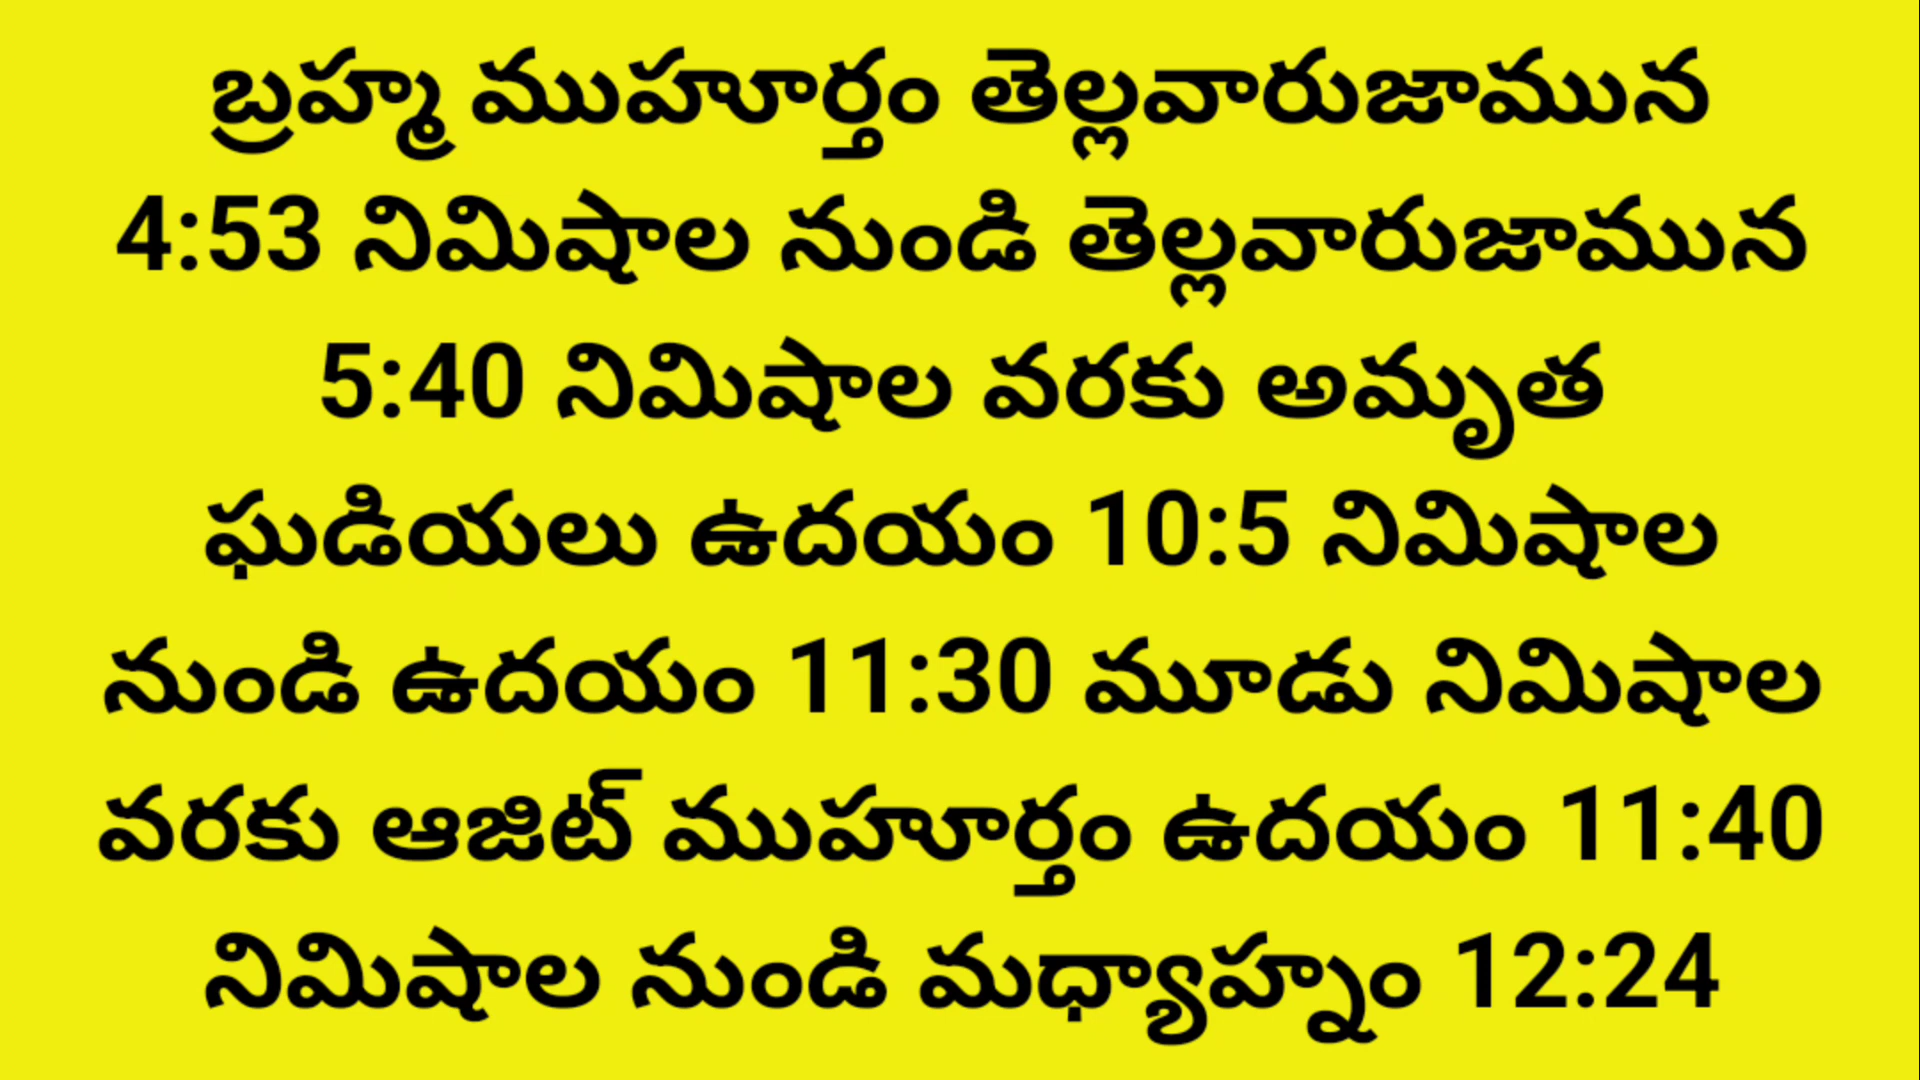 బ్రహ్మ ముహూర్తం తెల్లవారుజామున
4:53 నిమిషాల నుండి తెల్లవారుజామున
5:40 నిమిషాల వరకు అమృత
ఘడియలు ఉదయం 10:5 నిమిషాల
నుండి ఉదయం 11:30 మూడు నిమిషాల
వరకు ఆజిట్ ముహూర్తం ఉదయం 11:40
నిమిషాల నుండి మధ్యాహ్నం 12:24